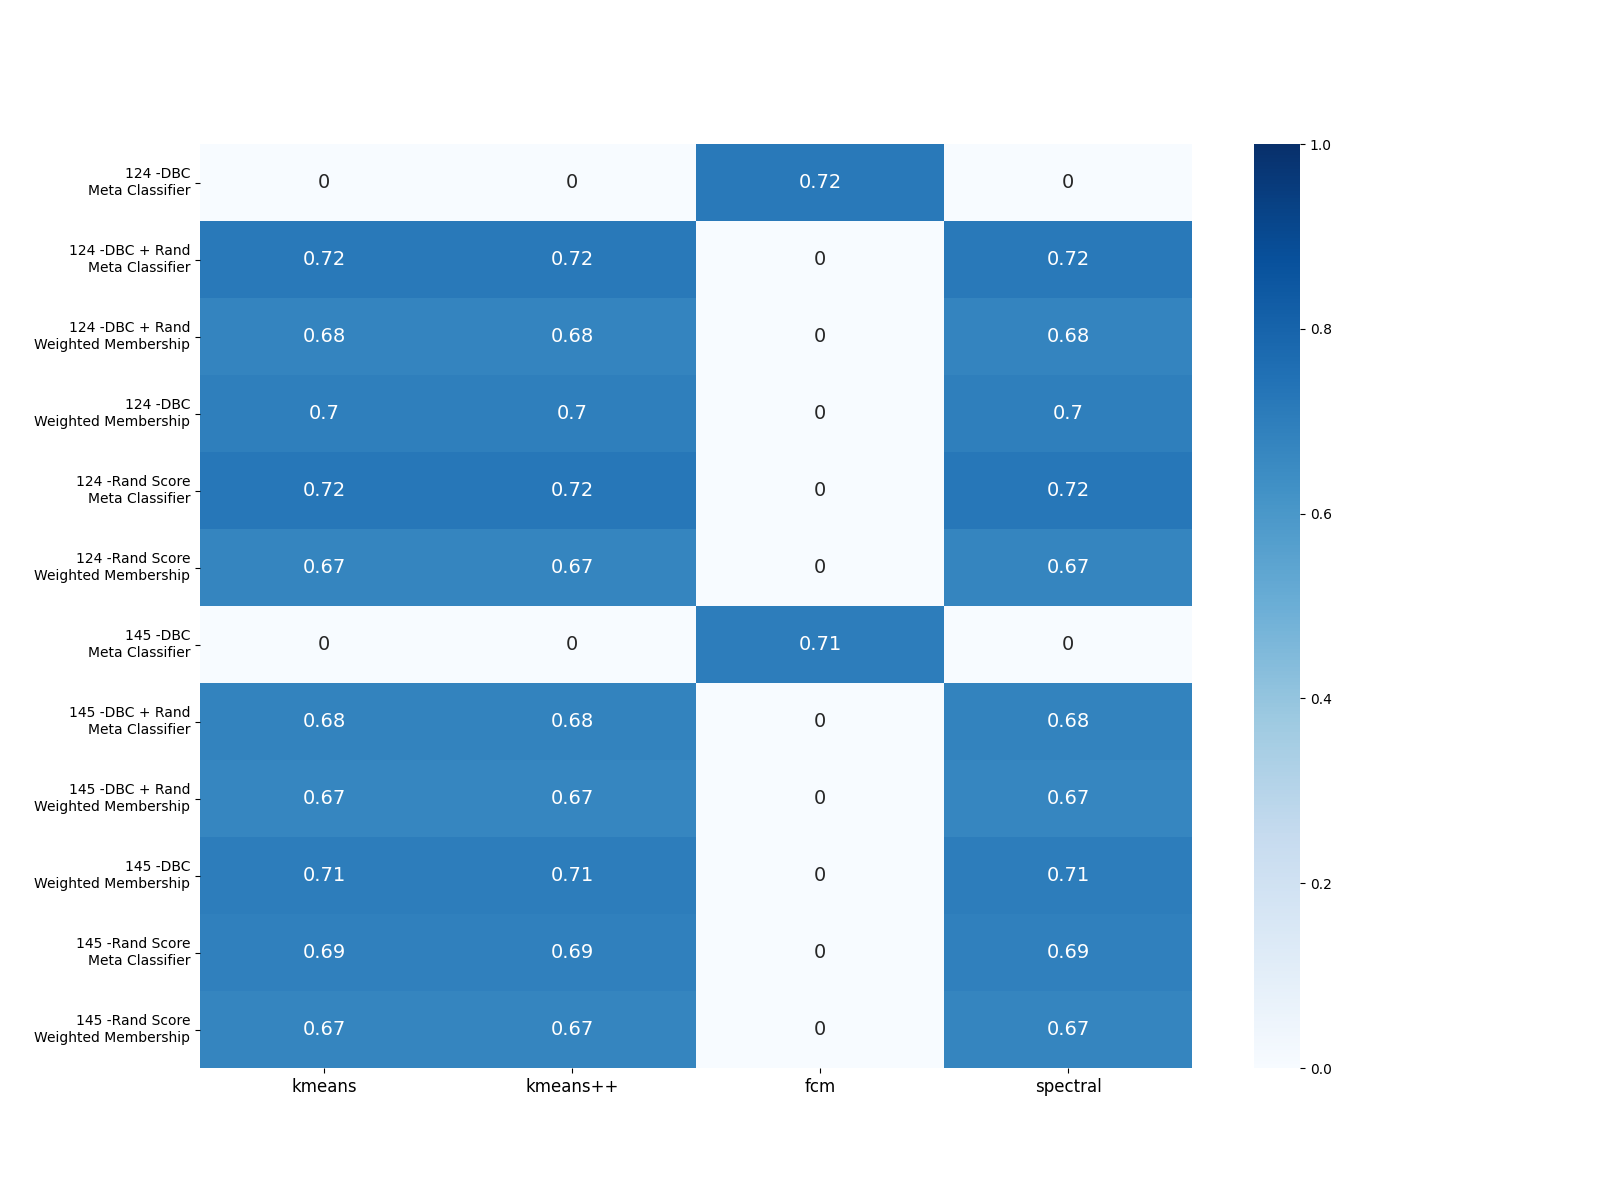 124 -DBC
Meta Classifier
0 0 0.72 0
124 -DBC + Rand
Meta Classifier
0.72 0.72 0 0.72
124 -DBC + Rand
Weighted Membership
0.68 0.68 0 0.68
124 -DBC
Weighted Membership
0.7 0.7 0 0.7
124 -Rand Score
Meta Classifier
0.72 0.72 0 0.72
124 -Rand Score
Weighted Membership
0.67 0.67 0 0.67
145 -DBC
Meta Classifier
0 0 0.71 0
145 -DBC + Rand
Meta Classifier
0.68 0.68 0 0.68
145 -DBC + Rand
Weighted Membership
0.67 0.67 0 0.67
145 -DBC
Weighted Membership
0.71 0.71 0 0.71
145 -Rand Score
Meta Classifier
0.69 0.69 0 0.69
145 -Rand Score
Weighted Membership
0.67 0.67 0 0.67
kmeans kmeans++ fcm spectral
1.0
0.8
0.6
0.4
0.2
0.0